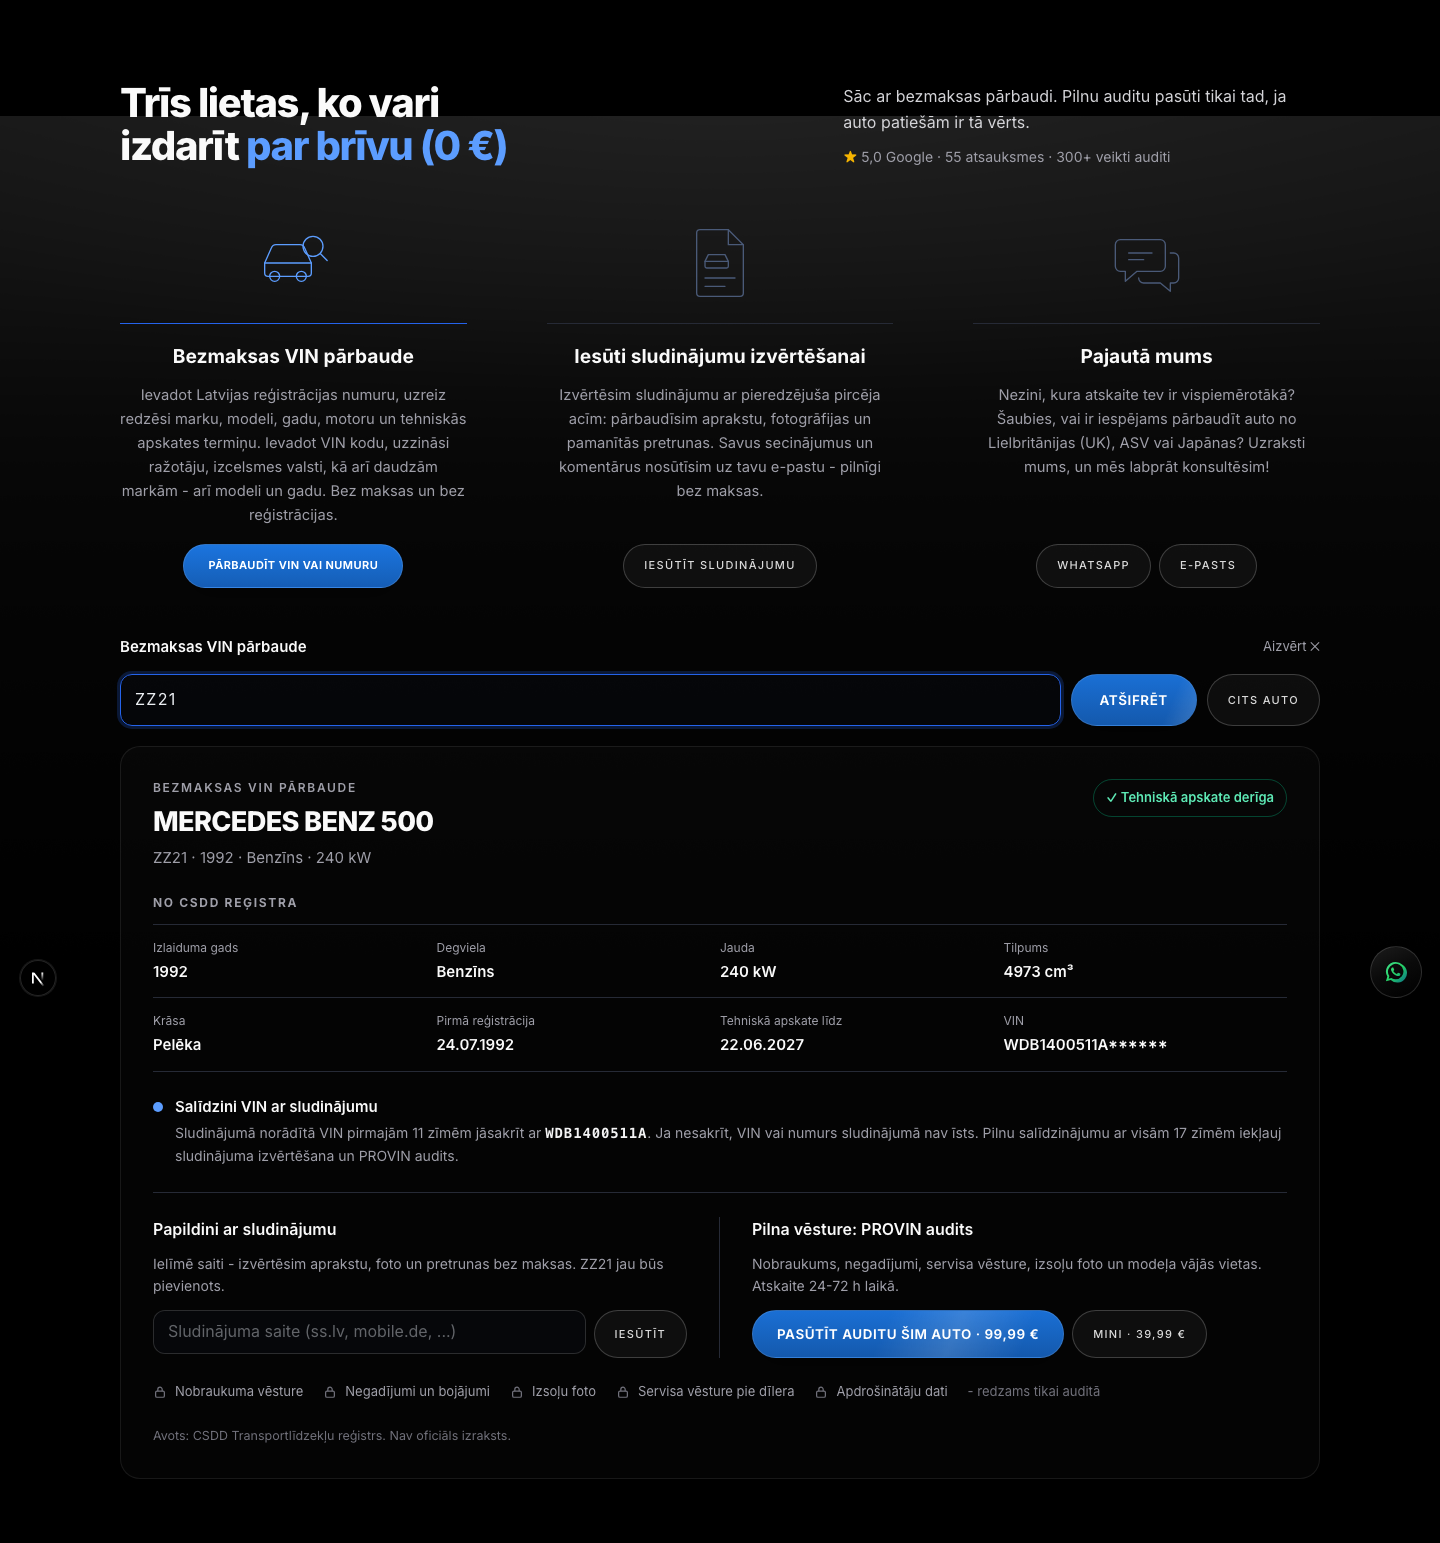 Trīs lietas, ko vari
izdarīt par brīvu (0 €)
Sāc ar bezmaksas pārbaudi. Pilnu auditu pasūti tikai tad, ja
auto patiešām ir tā vērts.
5,0 Google · 55 atsauksmes · 300+ veikti auditi
Bezmaksas VIN pārbaude
Ievadot Latvijas reģistrācijas numuru, uzreiz
redzēsi marku, modeli, gadu, motoru un tehniskās
apskates termiņu. Ievadot VIN kodu, uzzināsi
ražotāju, izcelsmes valsti, kā arī daudzām
markām - arī modeli un gadu. Bez maksas un bez
reģistrācijas.
PĀRBAUDĪT VIN VAI NUMURU
Iesūti sludinājumu izvērtēšanai
Izvērtēsim sludinājumu ar pieredzējuša pircēja
acīm: pārbaudīsim aprakstu, fotogrāfijas un
pamanītās pretrunas. Savus secinājumus un
komentārus nosūtīsim uz tavu e-pastu - pilnīgi
bez maksas.
IESŪTĪT SLUDINĀJUMU
Pajautā mums
Nezini, kura atskaite tev ir vispiemērotākā?
Šaubies, vai ir iespējams pārbaudīt auto no
Lielbritānijas (UK), ASV vai Japānas? Uzraksti
mums, un mēs labprāt konsultēsim!
WHATSAPP
E-PASTS
Bezmaksas VIN pārbaude
Aizvērt ×
ZZ21
ATŠIFRĒT
CITS AUTO
BEZMAKSAS VIN PĀRBAUDE
✓ Tehniskā apskate derīga
MERCEDES BENZ 500
ZZ21 · 1992 · Benzīns · 240 kW
NO CSDD REĢISTRA
Izlaiduma gads
1992
Degviela
Benzīns
Jauda
240 kW
Tilpums
4973 cm³
Krāsa
Pelēka
Pirmā reģistrācija
24.07.1992
Tehniskā apskate līdz
22.06.2027
VIN
WDB1400511A******
Salīdzini VIN ar sludinājumu
Sludinājumā norādītā VIN pirmajām 11 zīmēm jāsakrīt ar WDB1400511A. Ja nesakrīt, VIN vai numurs sludinājumā nav īsts. Pilnu salīdzinājumu ar visām 17 zīmēm iekļauj
sludinājuma izvērtēšana un PROVIN audits.
Papildini ar sludinājumu
Ielīmē saiti - izvērtēsim aprakstu, foto un pretrunas bez maksas. ZZ21 jau būs
pievienots.
Sludinājuma saite (ss.lv, mobile.de, ...)
IESŪTĪT
Pilna vēsture: PROVIN audits
Nobraukums, negadījumi, servisa vēsture, izsoļu foto un modeļa vājās vietas.
Atskaite 24-72 h laikā.
PASŪTĪT AUDITU ŠIM AUTO · 99,99 €
MINI · 39,99 €
Nobraukuma vēsture
Negadījumi un bojājumi
Izsoļu foto
Servisa vēsture pie dīlera
Apdrošinātāju dati
- redzams tikai auditā
Avots: CSDD Transportlīdzekļu reģistrs. Nav oficiāls izraksts.
N